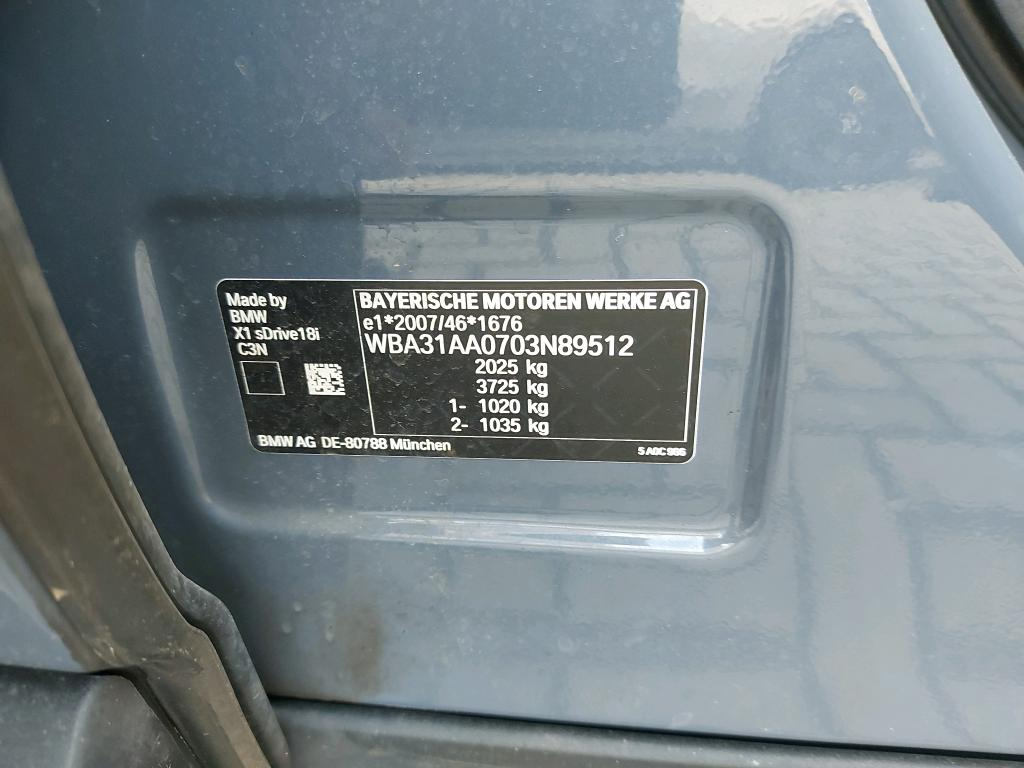 Made by
BMW
X1 sDrive18i
C3N
BAYERISCHE MOTOREN WERKE AG
e1*2007/46*1676
WBA31AA0703N89512
2025 kg
3725 kg
1- 1020 kg
2- 1035 kg
BMW AG DE-80788 München
5 A0C 986